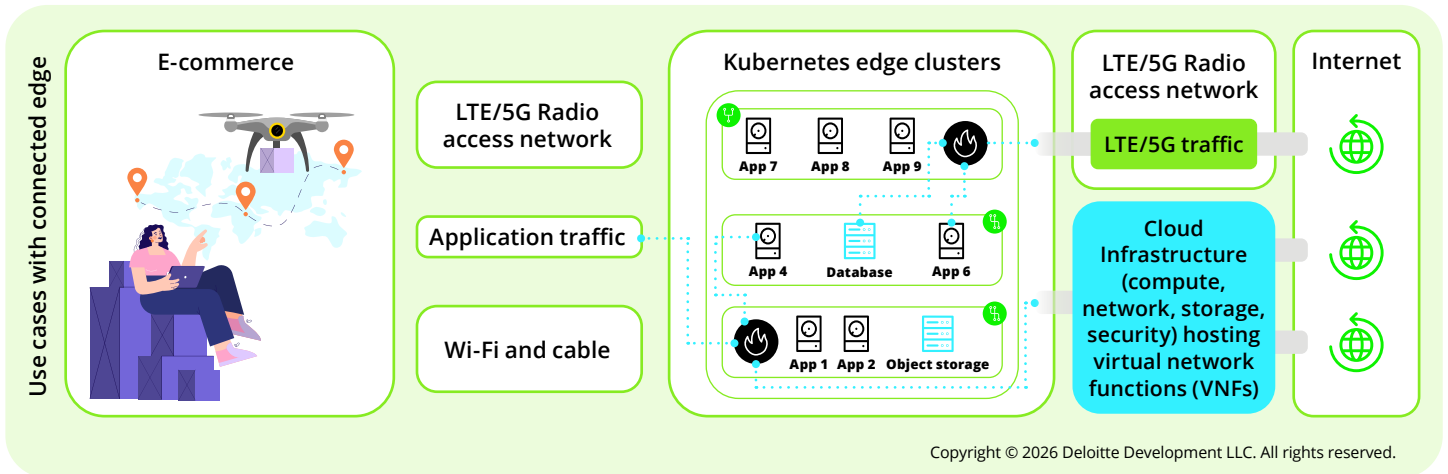 Use cases with connected edge
E-commerce
LTE/5G Radio
access network
Application traffic
Wi-Fi and cable
Kubernetes edge clusters
App 7 App 8 App 9
App 4 Database App 6
App 1 App 2 Object storage
LTE/5G Radio
access network
LTE/5G traffic
Cloud
Infrastructure
(compute,
network, storage,
security) hosting
virtual network
functions (VNFs)
Internet
Copyright © 2026 Deloitte Development LLC. All rights reserved.